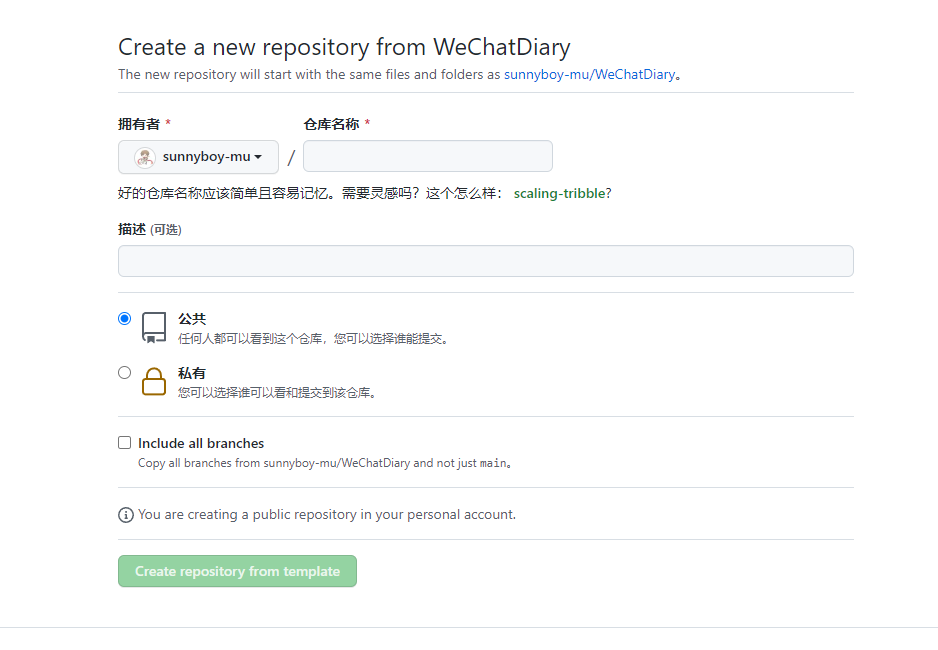 Create a new repository from WeChatDiary
The new repository will start with the same files and folders as sunnyboy-mu/WeChatDiary。
拥有者 * 仓库名称 *
sunnyboy-mu /
好的仓库名称应该简单且容易记忆。需要灵感吗？这个怎么样： scaling-tribble?
描述 (可选)
公共
任何人都可以看到这个仓库，您可以选择谁能提交。
私有
您可以选择谁可以看和提交到该仓库。
Include all branches
Copy all branches from sunnyboy-mu/WeChatDiary and not just main。
You are creating a public repository in your personal account.
Create repository from template